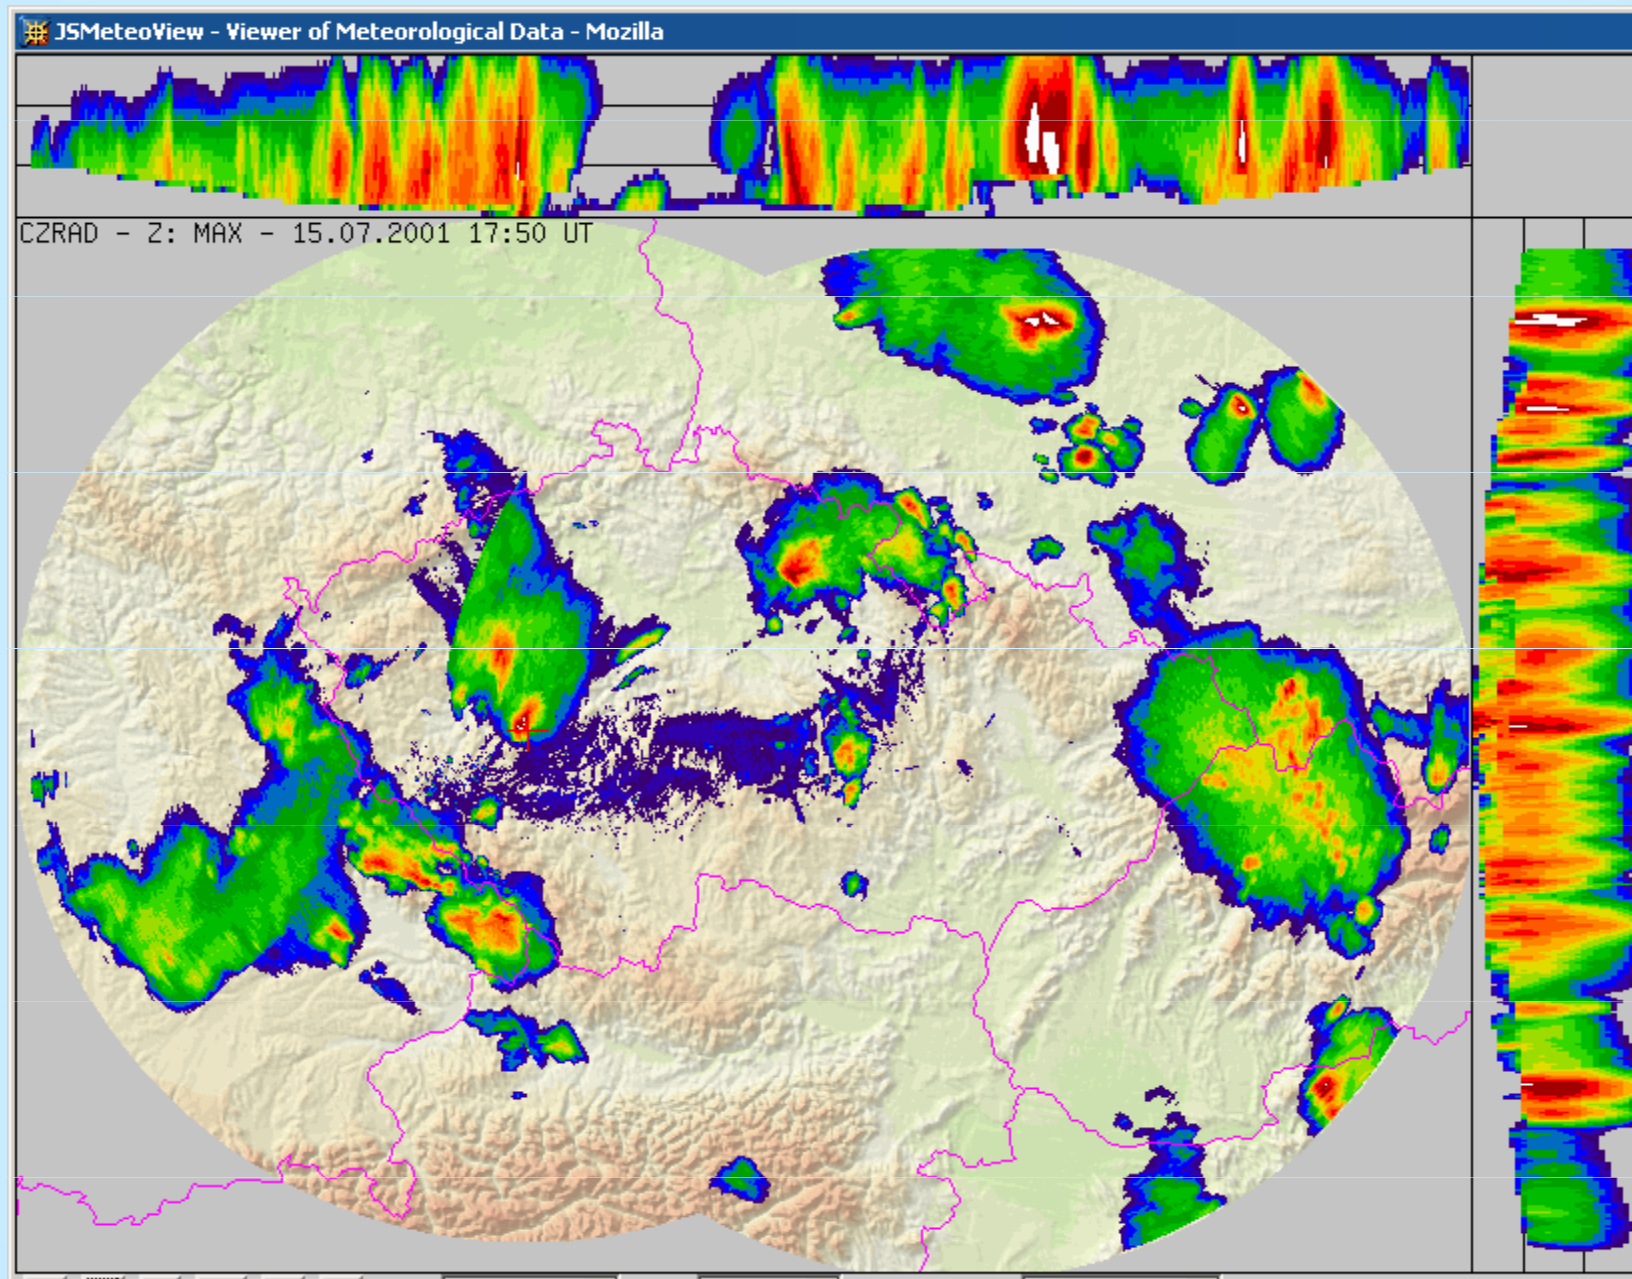 JSMeteoView - Viewer of Meteorological Data - Mozilla
CZRAD - Z: MAX - 15.07.2001 17:50 UT